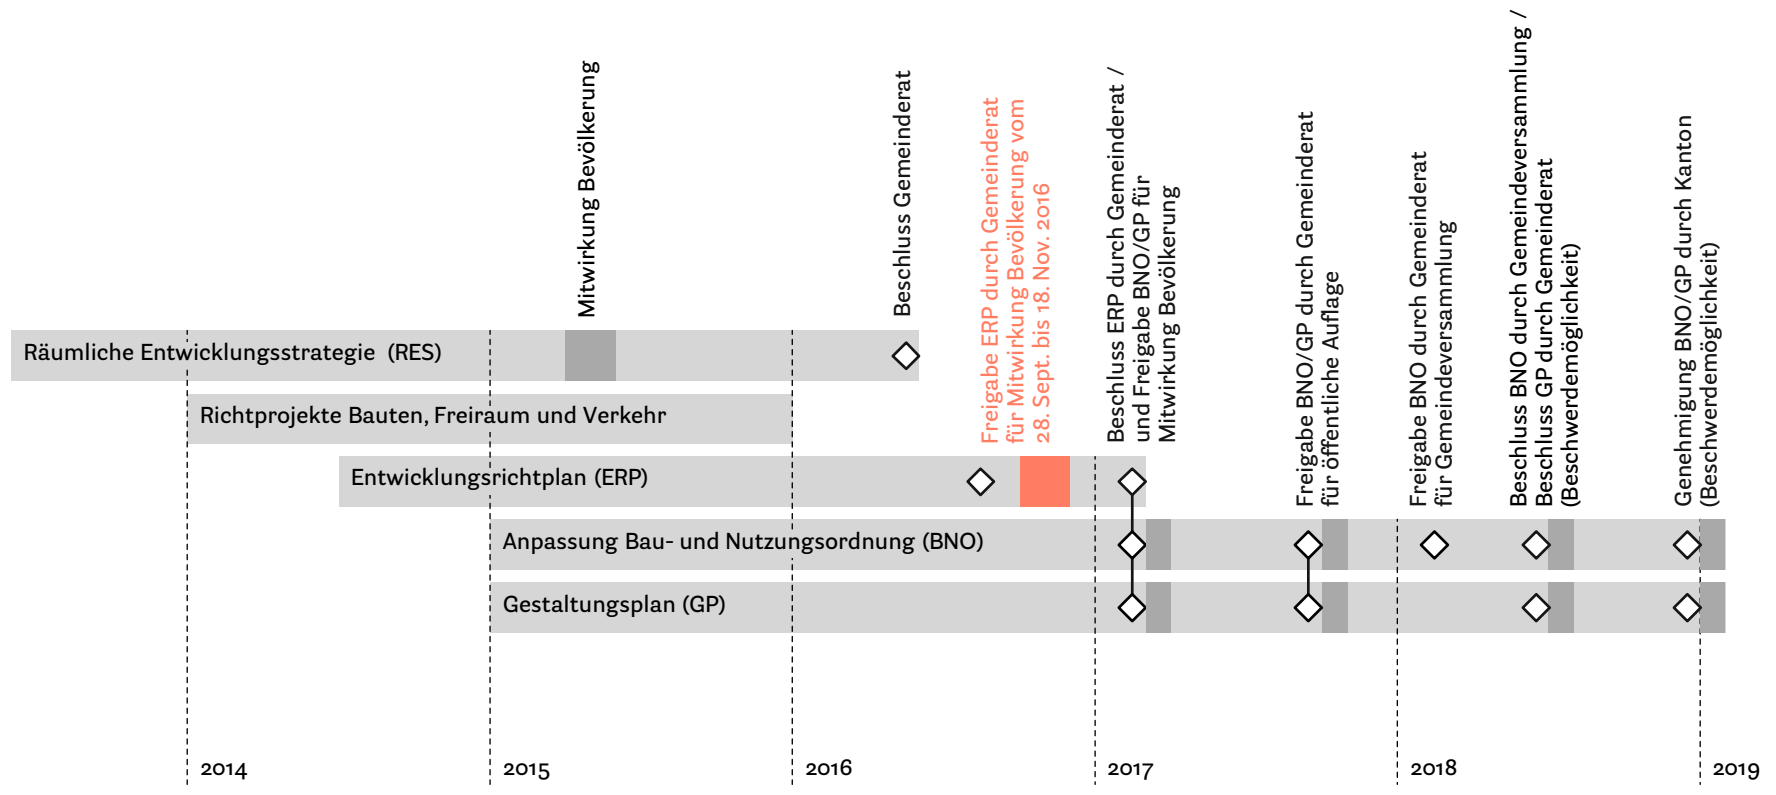 Mitwirkung Bevölkerung
Beschluss Gemeinderat
Freigabe ERP durch Gemeinderat
für Mitwirkung Bevölkerung vom
28. Sept. bis 18. Nov. 2016
Beschluss ERP durch Gemeinderat /
und Freigabe BNO/GP für
Mitwirkung Bevölkerung
Freigabe BNO/GP durch Gemeinderat
für öffentliche Auflage
Freigabe BNO durch Gemeinderat
für Gemeindeversammlung
Beschluss BNO durch Gemeindeversammlung /
Beschluss GP durch Gemeinderat
(Beschwerdemöglichkeit)
Genehmigung BNO/GP durch Kanton
(Beschwerdemöglichkeit)
Räumliche Entwicklungsstrategie (RES)
Richtprojekte Bauten, Freiraum und Verkehr
Entwicklungsrichtplan (ERP)
Anpassung Bau- und Nutzungsordnung (BNO)
Gestaltungsplan (GP)
2014
2015
2016
2017
2018
2019